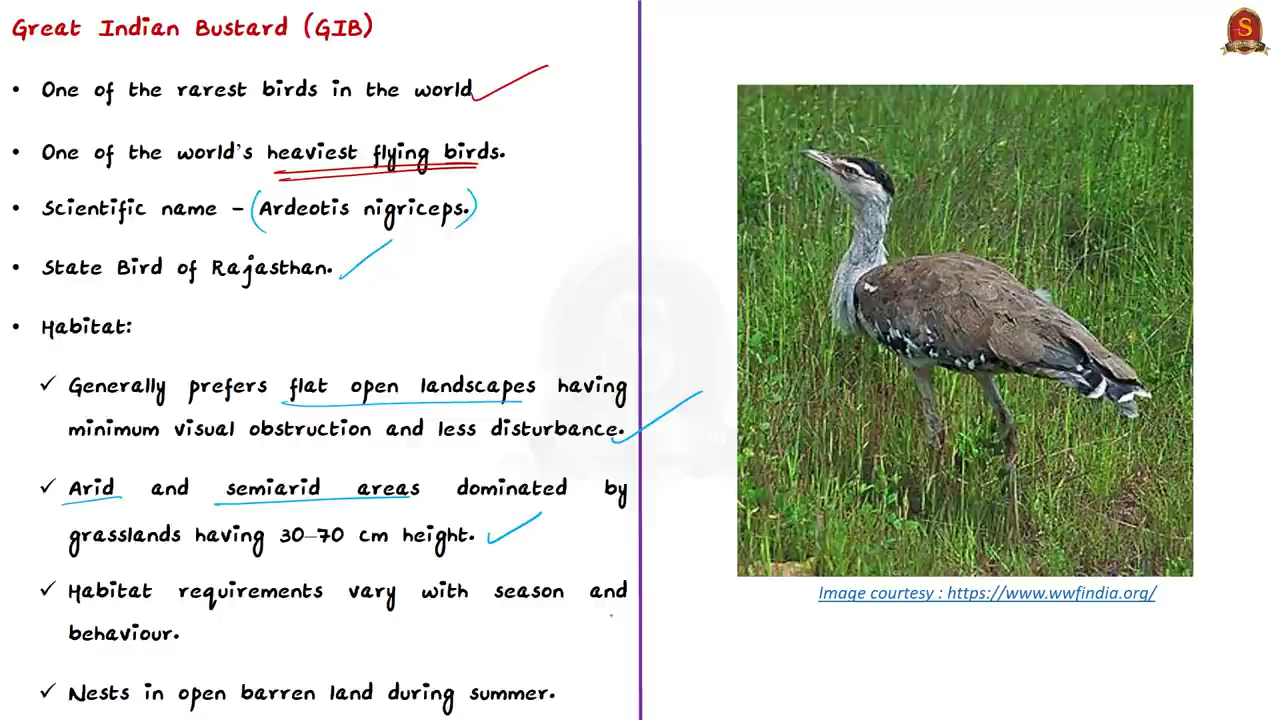 Great Indian Bustard (GIB)
• One of the rarest birds in the world
• One of the world's heaviest flying birds.
• Scientific name – (Ardeotis nigriceps.)
• State Bird of Rajasthan.
• Habitat:
✓ Generally prefers flat open landscapes having
minimum visual obstruction and less disturbance.
✓ Arid and semiarid areas dominated by
grasslands having 30–70 cm height.
✓ Habitat requirements vary with season and
behaviour.
✓ Nests in open barren land during summer.
S
Image courtesy : https://www.wwfindia.org/